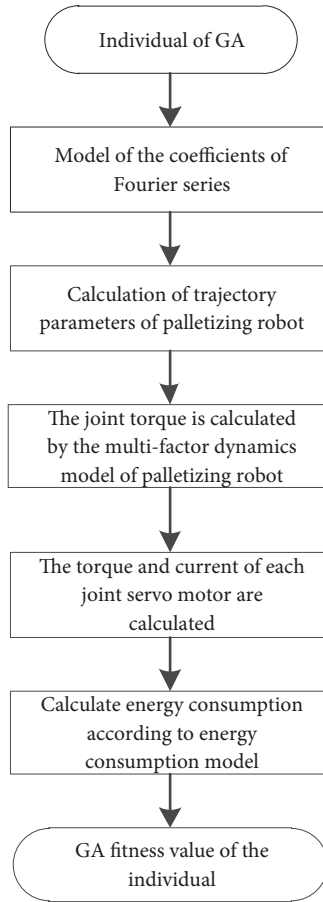 Individual of GA
Model of the coefficients of
Fourier series
Calculation of trajectory
parameters of palletizing robot
The joint torque is calculated
by the multi-factor dynamics
model of palletizing robot
The torque and current of each
joint servo motor are
calculated
Calculate energy consumption
according to energy
consumption model
GA fitness value of the
individual